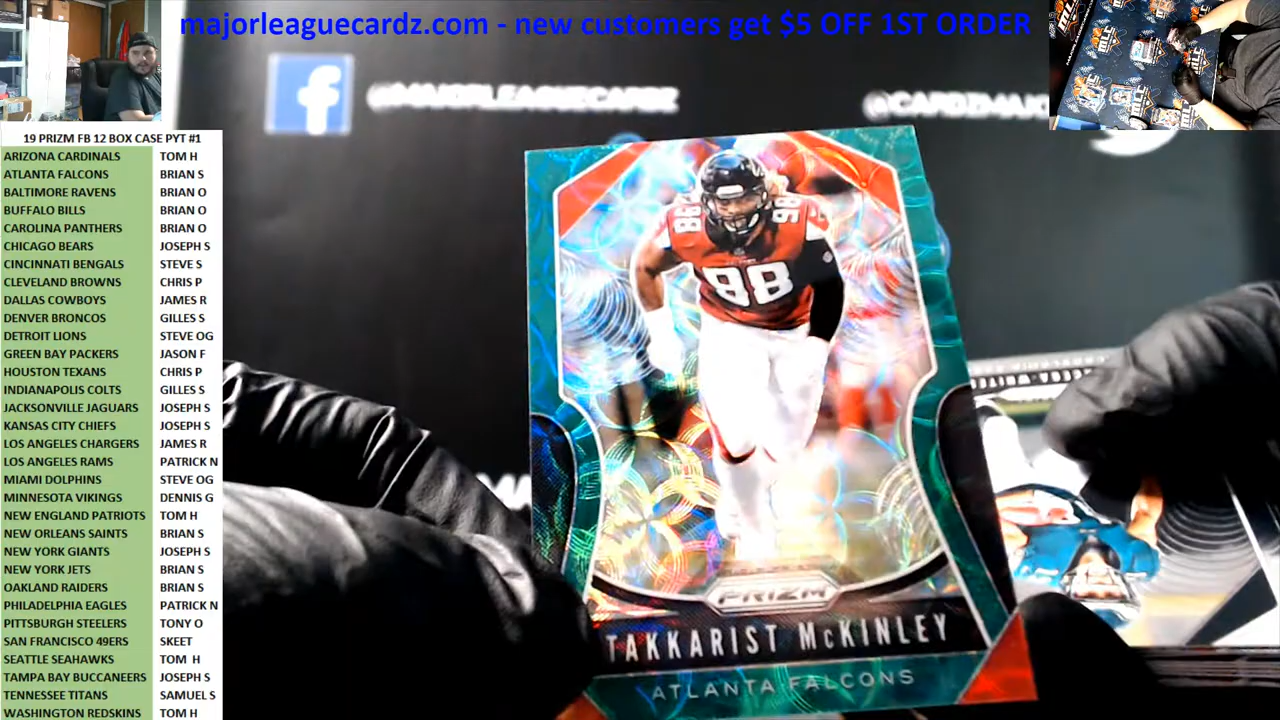 majorleaguecardz.com - new customers get $5 OFF 1ST ORDER
@MAJORLEAGUECARDZ
@CARDZMAJ
19 PRIZM FB 12 BOX CASE PYT #1
ARIZONA CARDINALS TOM H
ATLANTA FALCONS BRIAN S
BALTIMORE RAVENS BRIAN O
BUFFALO BILLS BRIAN O
CAROLINA PANTHERS BRIAN O
CHICAGO BEARS JOSEPH S
CINCINNATI BENGALS STEVE S
CLEVELAND BROWNS CHRIS P
DALLAS COWBOYS JAMES R
DENVER BRONCOS GILLES S
DETROIT LIONS STEVE OG
GREEN BAY PACKERS JASON F
HOUSTON TEXANS CHRIS P
INDIANAPOLIS COLTS GILLES S
JACKSONVILLE JAGUARS JOSEPH S
KANSAS CITY CHIEFS JOSEPH S
LOS ANGELES CHARGERS JAMES R
LOS ANGELES RAMS PATRICK N
MIAMI DOLPHINS STEVE OG
MINNESOTA VIKINGS DENNIS G
NEW ENGLAND PATRIOTS TOM H
NEW ORLEANS SAINTS BRIAN S
NEW YORK GIANTS JOSEPH S
NEW YORK JETS BRIAN S
OAKLAND RAIDERS BRIAN S
PHILADELPHIA EAGLES PATRICK N
PITTSBURGH STEELERS TONY O
SAN FRANCISCO 49ERS SKEET
SEATTLE SEAHAWKS TOM H
TAMPA BAY BUCCANEERS JOSEPH S
TENNESSEE TITANS SAMUEL S
WASHINGTON REDSKINS TOM H
98
98
98
PRIZM
TAKKARIST McKINLEY
ATLANTA FALCONS